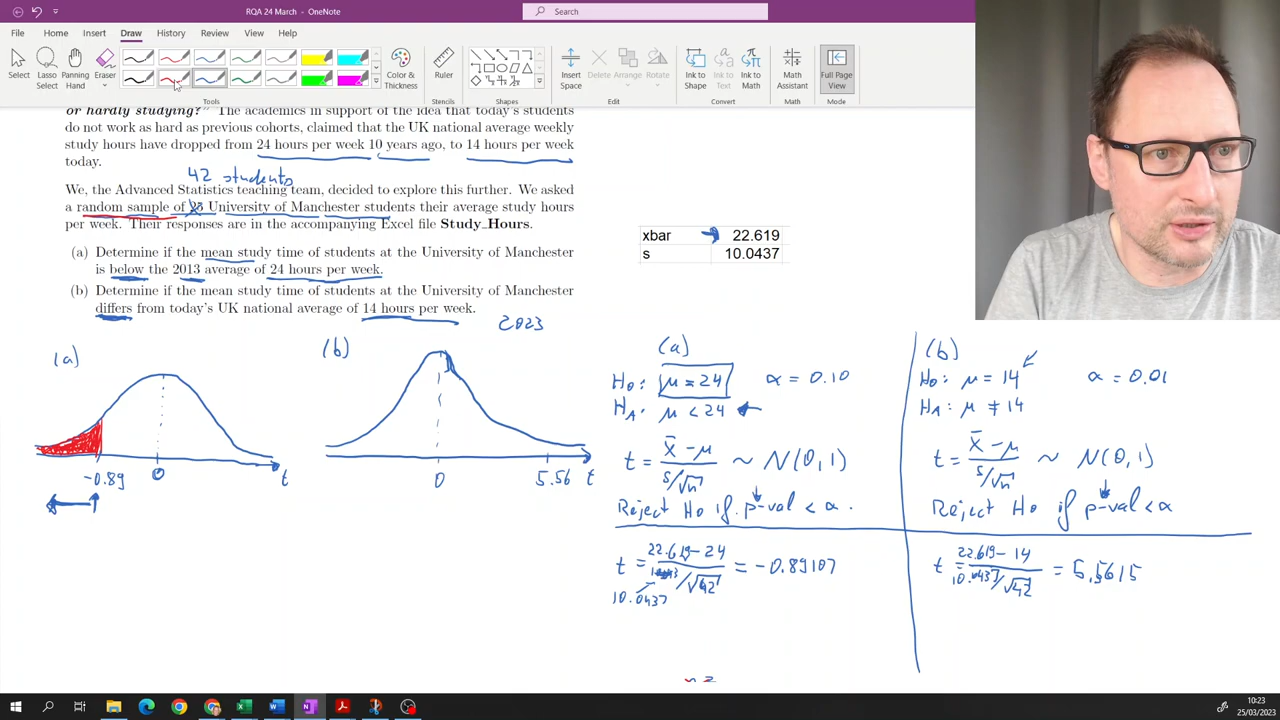 RQA 24 March - OneNote
Search
File Home Insert Draw History Review View Help
Select
Lasso Select
Panning Hand
Eraser
Color & Thickness
Ruler
Insert Space
Delete
Arrange
Rotate
Ink to Shape
Ink to Text
Ink to Math
Math Assistant
Full Page View
Tools
Stencils
Shapes
Edit
Convert
Mode
or hardly studying?" The academics in support of the idea that today's students
do not work as hard as previous cohorts, claimed that the UK national average weekly
study hours have dropped from 24 hours per week 10 years ago, to 14 hours per week
today.
42 students
We, the Advanced Statistics teaching team, decided to explore this further. We asked
a random sample of University of Manchester students their average study hours
per week. Their responses are in the accompanying Excel file Study_Hours.
(a) Determine if the mean study time of students at the University of Manchester
is below the 2013 average of 24 hours per week.
(b) Determine if the mean study time of students at the University of Manchester
differs from today's UK national average of 14 hours per week.
2023
xbar → 22.619
s 10.0437
(a)
-0.89 0 t
(b)
0 5.56 t
(a)
H₀: μ = 24 α = 0.10
H_A: μ < 24
t = (x̄ - μ)/(s/√n) ~ N(0,1)
Reject H₀ if p-val < α.
t = (22.619 - 24)/(10.0437/√42) = -0.89107
(b)
H₀: μ = 14 α = 0.01
H_A: μ ≠ 14
t = (x̄ - μ)/(s/√n) ~ N(0,1)
Reject H₀ if p-val < α
t = (22.619 - 14)/(10.0437/√42) = 5.5615
10:23
25/03/2023